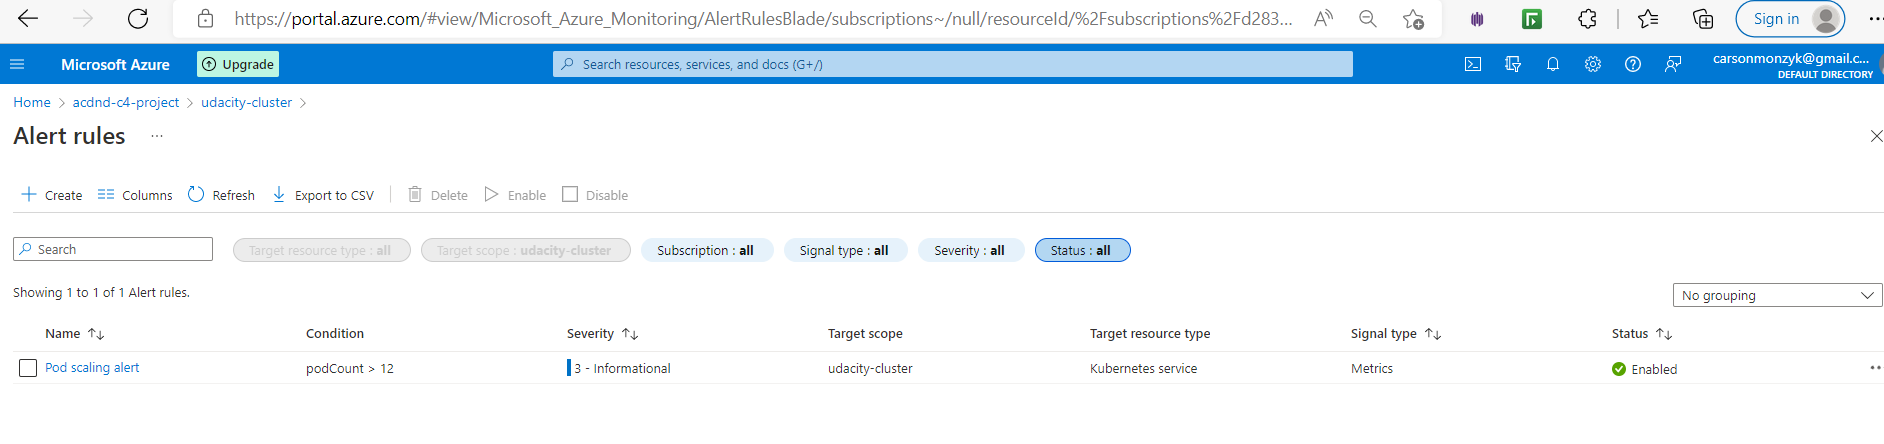 https://portal.azure.com/#view/Microsoft_Azure_Monitoring/AlertRulesBlade/subscriptions~/null/resourceId/%2Fsubscriptions%2Fd283... A Sign in
Microsoft Azure Upgrade Search resources, services, and docs (G+/) carsonmonzyk@gmail.c...
DEFAULT DIRECTORY
Home > acdnd-c4-project > udacity-cluster >
Alert rules ...
Create Columns Refresh Export to CSV Delete Enable Disable
Search Target resource type : all Target scope : udacity-cluster Subscription : all Signal type : all Severity : all Status : all
Showing 1 to 1 of 1 Alert rules.
No grouping
Name Condition Severity Target scope Target resource type Signal type Status
Pod scaling alert podCount > 12 3 - Informational udacity-cluster Kubernetes service Metrics Enabled